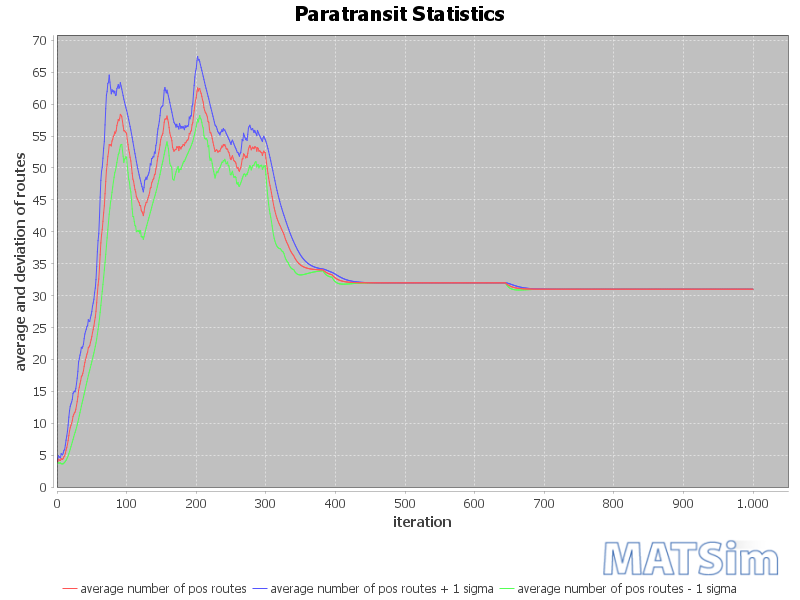 Paratransit Statistics
average and deviation of routes
70
65
60
55
50
45
40
35
30
25
20
15
10
5
0
0 100 200 300 400 500 600 700 800 900 1.000
iteration
MATSim
average number of pos routes average number of pos routes + 1 sigma average number of pos routes - 1 sigma